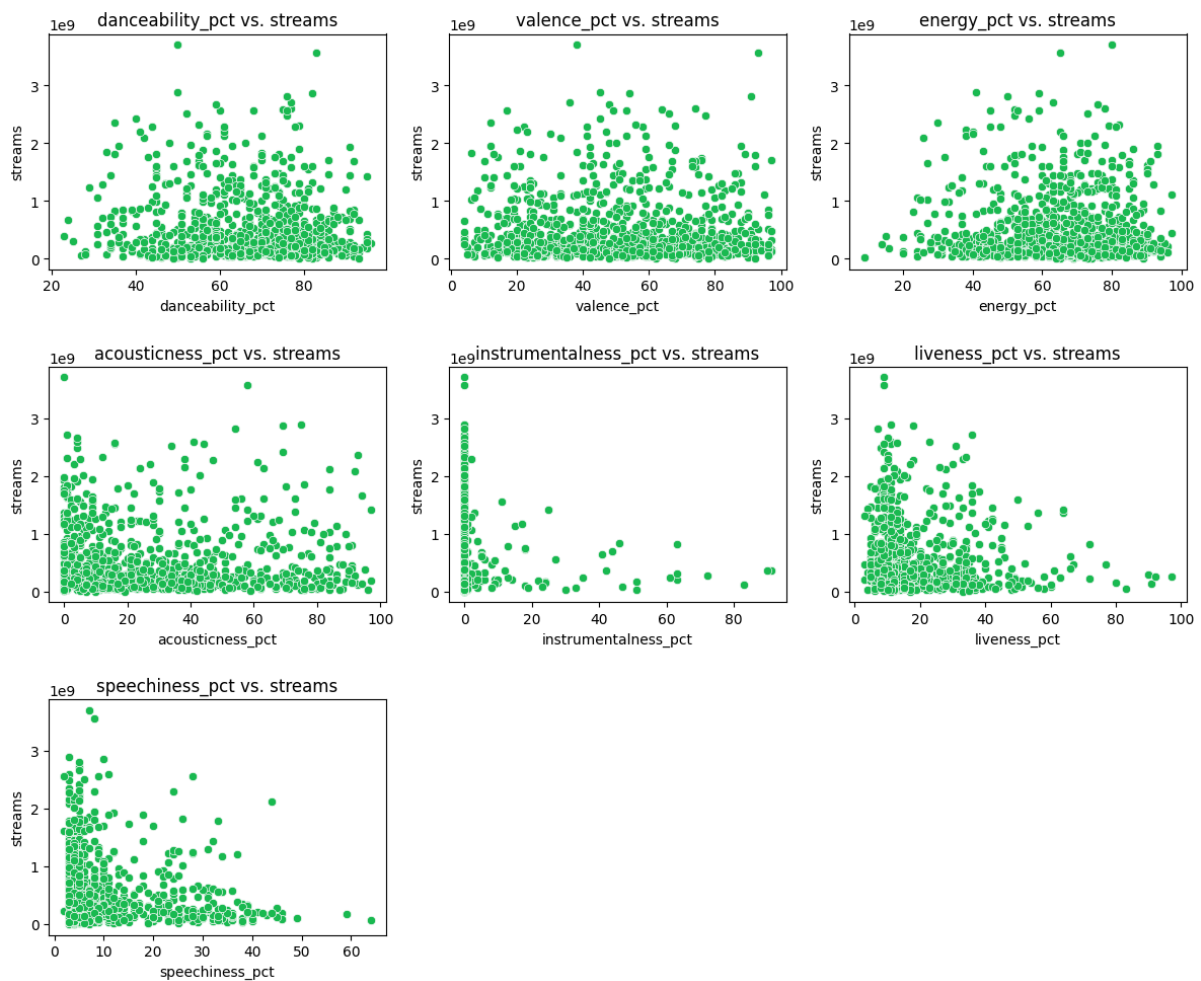 danceability_pct vs. streams
1e9
streams
3
2
1
0
20 40 60 80
danceability_pct
valence_pct vs. streams
1e9
streams
3
2
1
0
0 20 40 60 80 100
valence_pct
energy_pct vs. streams
1e9
streams
3
2
1
0
20 40 60 80 100
energy_pct
acousticness_pct vs. streams
1e9
streams
3
2
1
0
0 20 40 60 80 100
acousticness_pct
instrumentalness_pct vs. streams
1e9
streams
3
2
1
0
0 20 40 60 80
instrumentalness_pct
liveness_pct vs. streams
1e9
streams
3
2
1
0
20 40 60 80 100
liveness_pct
speechiness_pct vs. streams
1e9
streams
3
2
1
0
0 10 20 30 40 50 60
speechiness_pct